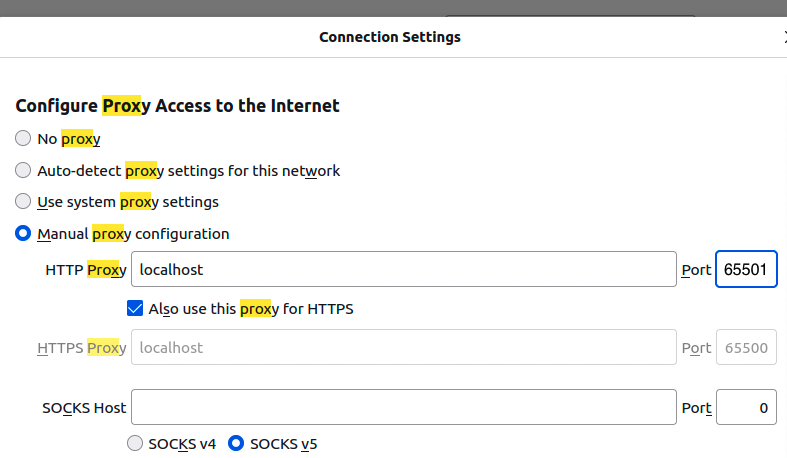 Connection Settings
Configure Proxy Access to the Internet
No proxy
Auto-detect proxy settings for this network
Use system proxy settings
Manual proxy configuration
HTTP Proxy localhost Port 65501
Also use this proxy for HTTPS
HTTPS Proxy localhost Port 65500
SOCKS Host Port 0
SOCKS v4 SOCKS v5